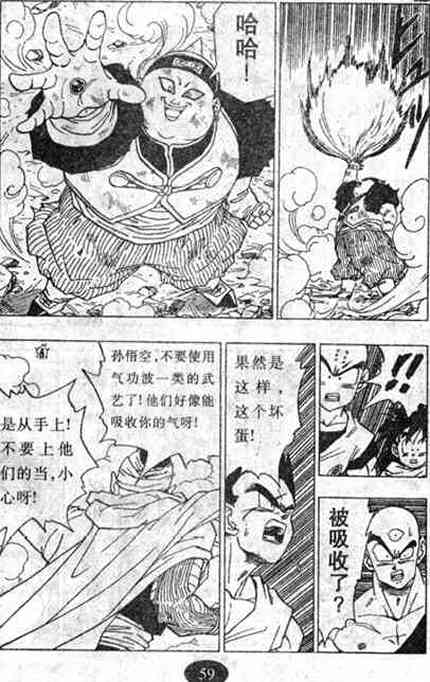 ビ
哈
哈！
！！
被吸收了？
果然是
这样，
这个坏
蛋！
孙悟空，不要使用
气功波一类的武
艺了！他们好像能
吸收你的气呀！
是从手上！
不要上他
们的当，小
心呀！
59